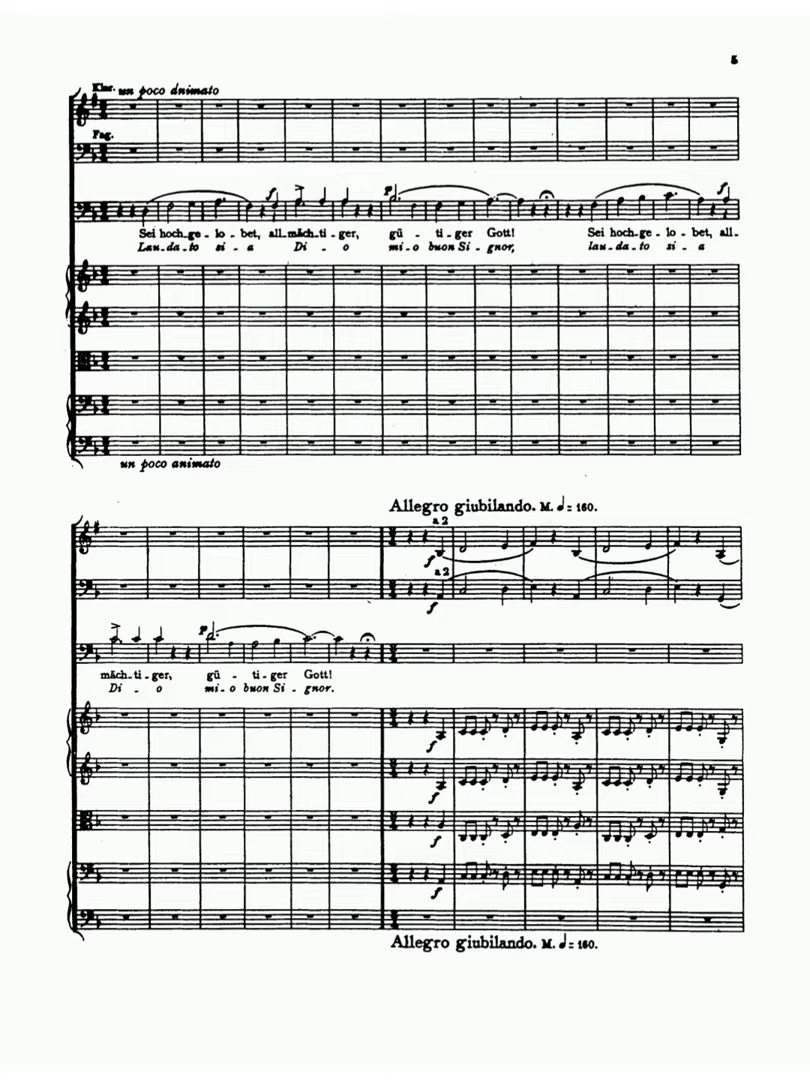 5
Klar. un poco animato
Fag.
f
p
f
Sei hoch-ge - lo - bet, all-mäch-ti-ger, gü - ti-ger Gott! Sei hoch-ge - lo - bet, all-
Lau-da-to si - a Di - o mi-o buon Si - gnor, lau-da-to si - a
un poco animato
Allegro giubilando. M. = 160.
a 2
f
a 2
f
p
mäch-ti-ger, gü - ti-ger Gott!
Di - o mi-o buon Si - gnor.
f
f
f
f
Allegro giubilando. M. = 160.